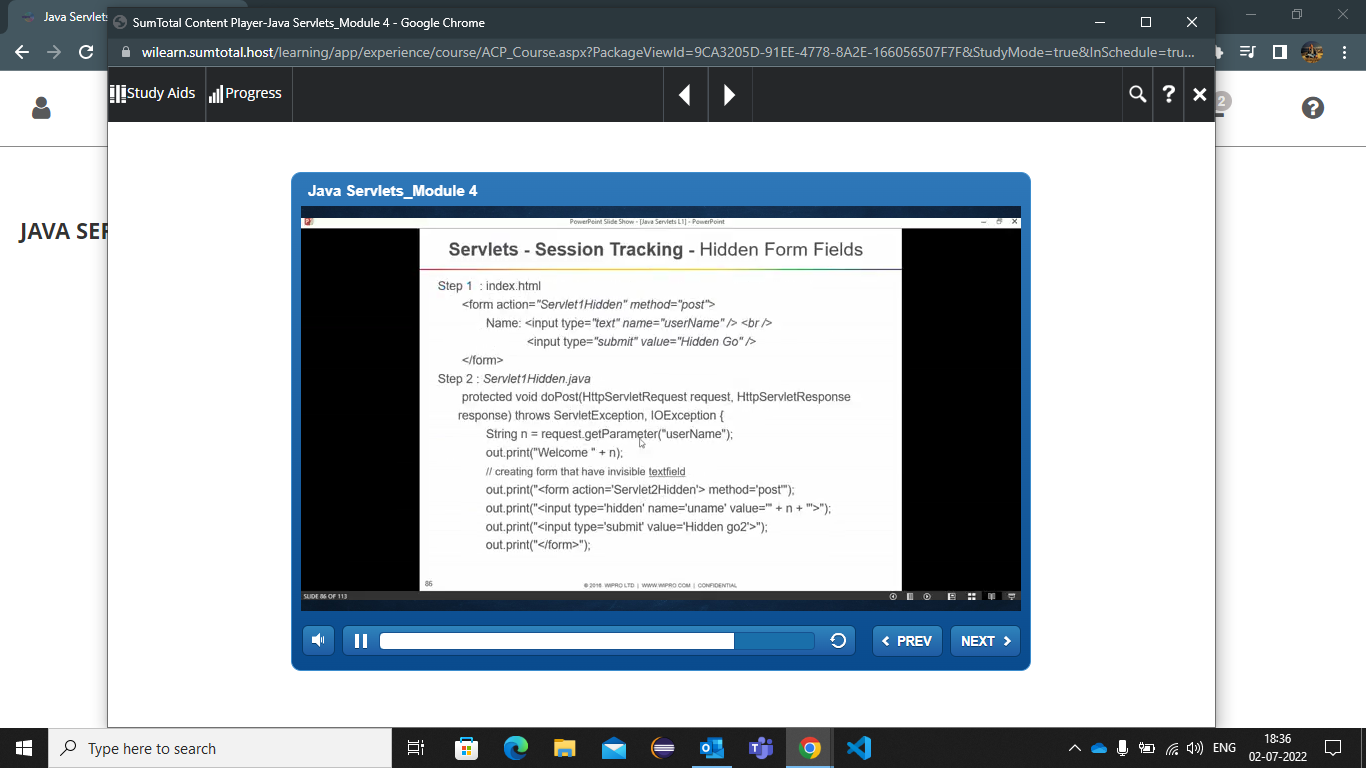 Java Servlets
SumTotal Content Player-Java Servlets_Module 4 - Google Chrome
wilearn.sumtotal.host/learning/app/experience/course/ACP_Course.aspx?PackageViewId=9CA3205D-91EE-4778-8A2E-166056507F7F&StudyMode=true&InSchedule=tru...
Study Aids
Progress
?
2
?
JAVA SER
Java Servlets_Module 4
PowerPoint Slide Show - [Java Servlets L1] - PowerPoint
Servlets - Session Tracking - Hidden Form Fields
Step 1 : index.html
<form action="Servlet1Hidden" method="post">
Name: <input type="text" name="userName" /> <br />
<input type="submit" value="Hidden Go" />
</form>
Step 2 : Servlet1Hidden.java
protected void doPost(HttpServletRequest request, HttpServletResponse
response) throws ServletException, IOException {
String n = request.getParameter("userName");
out.print("Welcome " + n);
// creating form that have invisible textfield
out.print("<form action='Servlet2Hidden'> method='post'");
out.print("<input type='hidden' name='uname' value='" + n + "'>");
out.print("<input type='submit' value='Hidden go2'>");
out.print("</form>");
86
© 2016 WIPRO LTD | WWW.WIPRO.COM | CONFIDENTIAL
SLIDE 86 OF 113
PREV
NEXT
Type here to search
ENG
18:36
02-07-2022